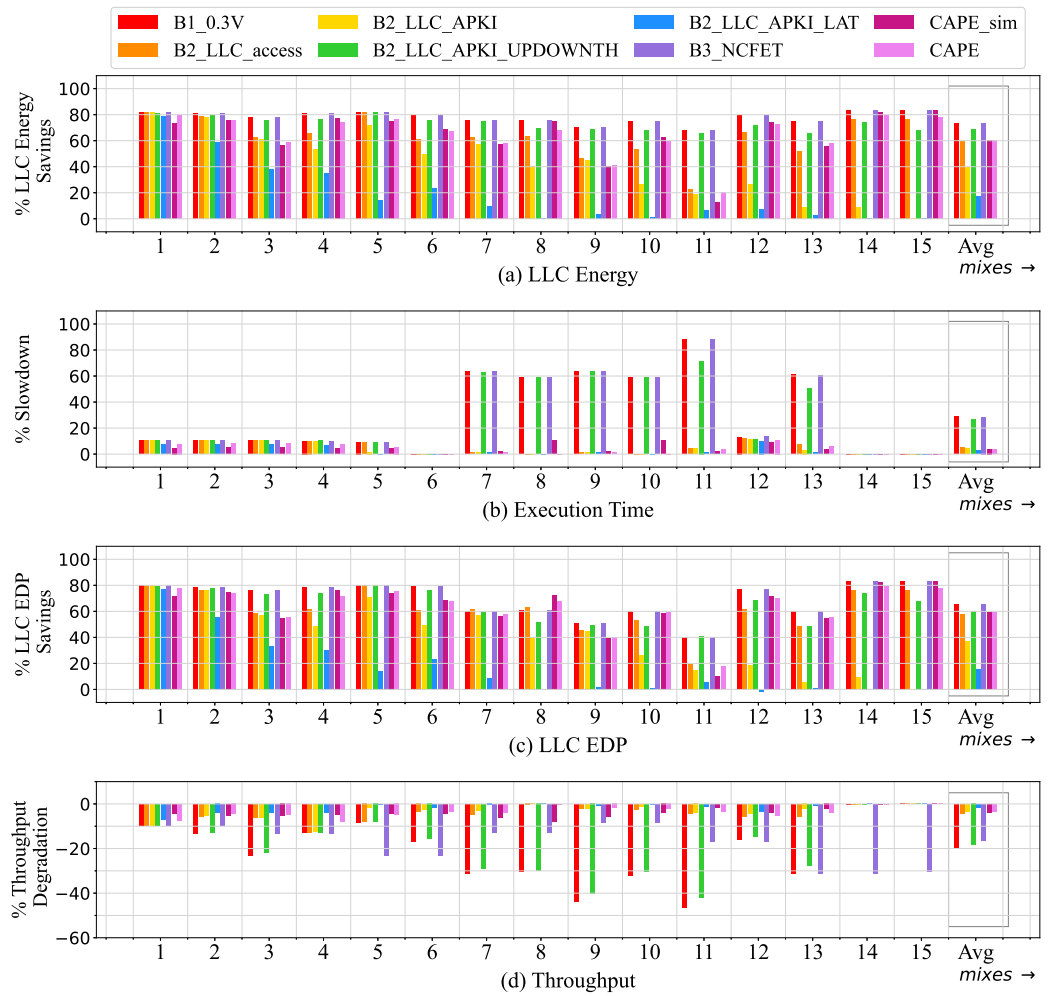 B1_0.3V B2_LLC_APKI B2_LLC_APKI_LAT CAPE_sim
B2_LLC_access B2_LLC_APKI_UPDOWNTH B3_NCFET CAPE
% LLC Energy
Savings
100
80
60
40
20
0
1 2 3 4 5 6 7 8 9 10 11 12 13 14 15 Avg
mixes →
(a) LLC Energy
% Slowdown
100
80
60
40
20
0
1 2 3 4 5 6 7 8 9 10 11 12 13 14 15 Avg
mixes →
(b) Execution Time
% LLC EDP
Savings
100
80
60
40
20
0
1 2 3 4 5 6 7 8 9 10 11 12 13 14 15 Avg
mixes →
(c) LLC EDP
% Throughput
Degradation
0
−20
−40
−60
1 2 3 4 5 6 7 8 9 10 11 12 13 14 15 Avg
mixes →
(d) Throughput